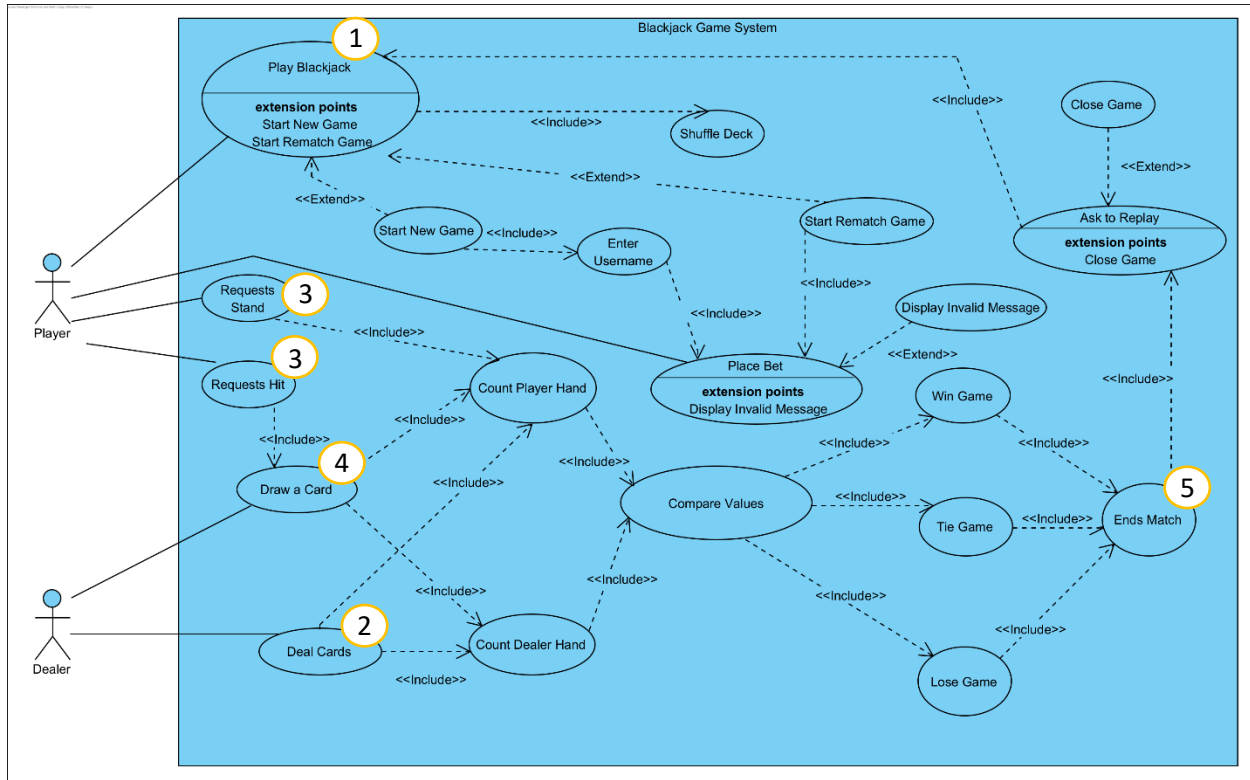 Blackjack Game System
1
Play Blackjack
extension points
Start New Game
Start Rematch Game
<<Include>>
Shuffle Deck
<<Include>>
Close Game
<<Extend>>
<<Extend>>
<<Extend>>
Start New Game
<<Include>>
Enter
Username
Start Rematch Game
Ask to Replay
extension points
Close Game
Player
Requests
Stand
3
<<Include>>
<<Include>>
<<Include>>
Display Invalid Message
<<Extend>>
3
Requests Hit
Count Player Hand
Place Bet
extension points
Display Invalid Message
Win Game
<<Include>>
<<Include>>
<<Include>>
<<Include>>
<<Include>>
<<Include>>
4
Draw a Card
<<Include>>
Compare Values
<<Include>>
Tie Game
<<Include>>
5
Ends Match
<<Include>>
<<Include>>
<<Include>>
<<Include>>
Dealer
2
Deal Cards
<<Include>>
Count Dealer Hand
Lose Game